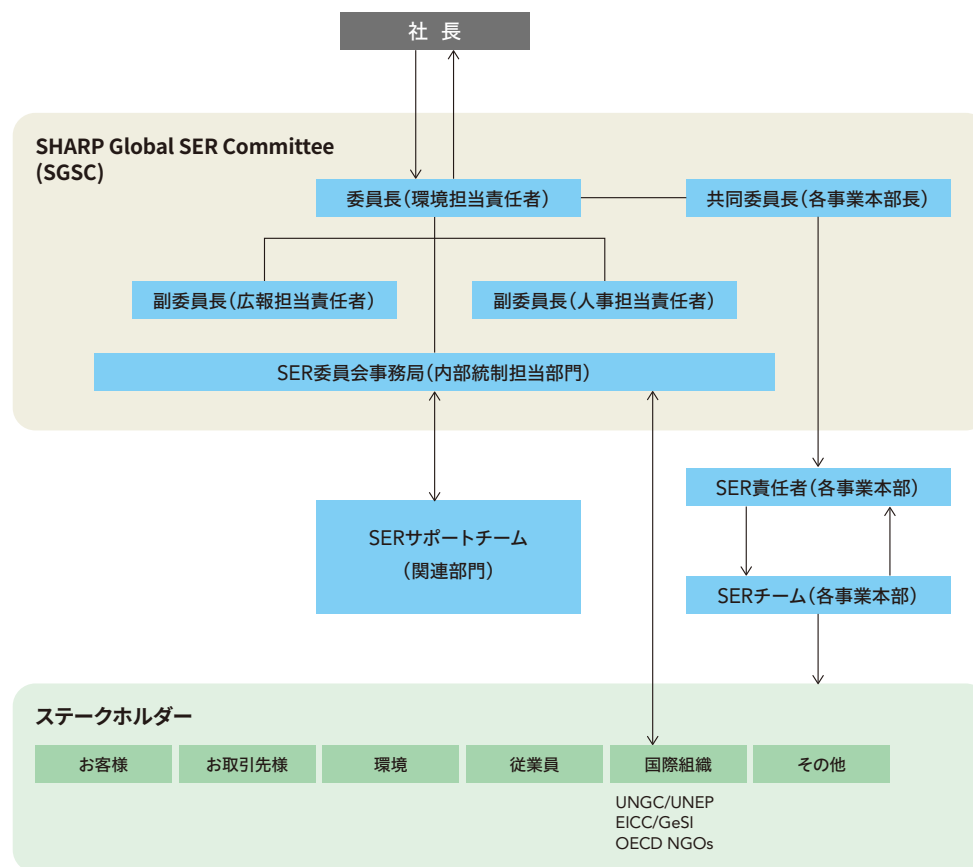 社 長
SHARP Global SER Committee
(SGSC)
委員長(環境担当責任者)
共同委員長(各事業本部長)
副委員長(広報担当責任者)
副委員長(人事担当責任者)
SER委員会事務局(内部統制担当部門)
SER責任者(各事業本部)
SERサポートチーム
(関連部門)
SERチーム(各事業本部)
ステークホルダー
お客様
お取引先様
環境
従業員
国際組織
その他
UNGC/UNEP
EICC/GeSI
OECD NGOs